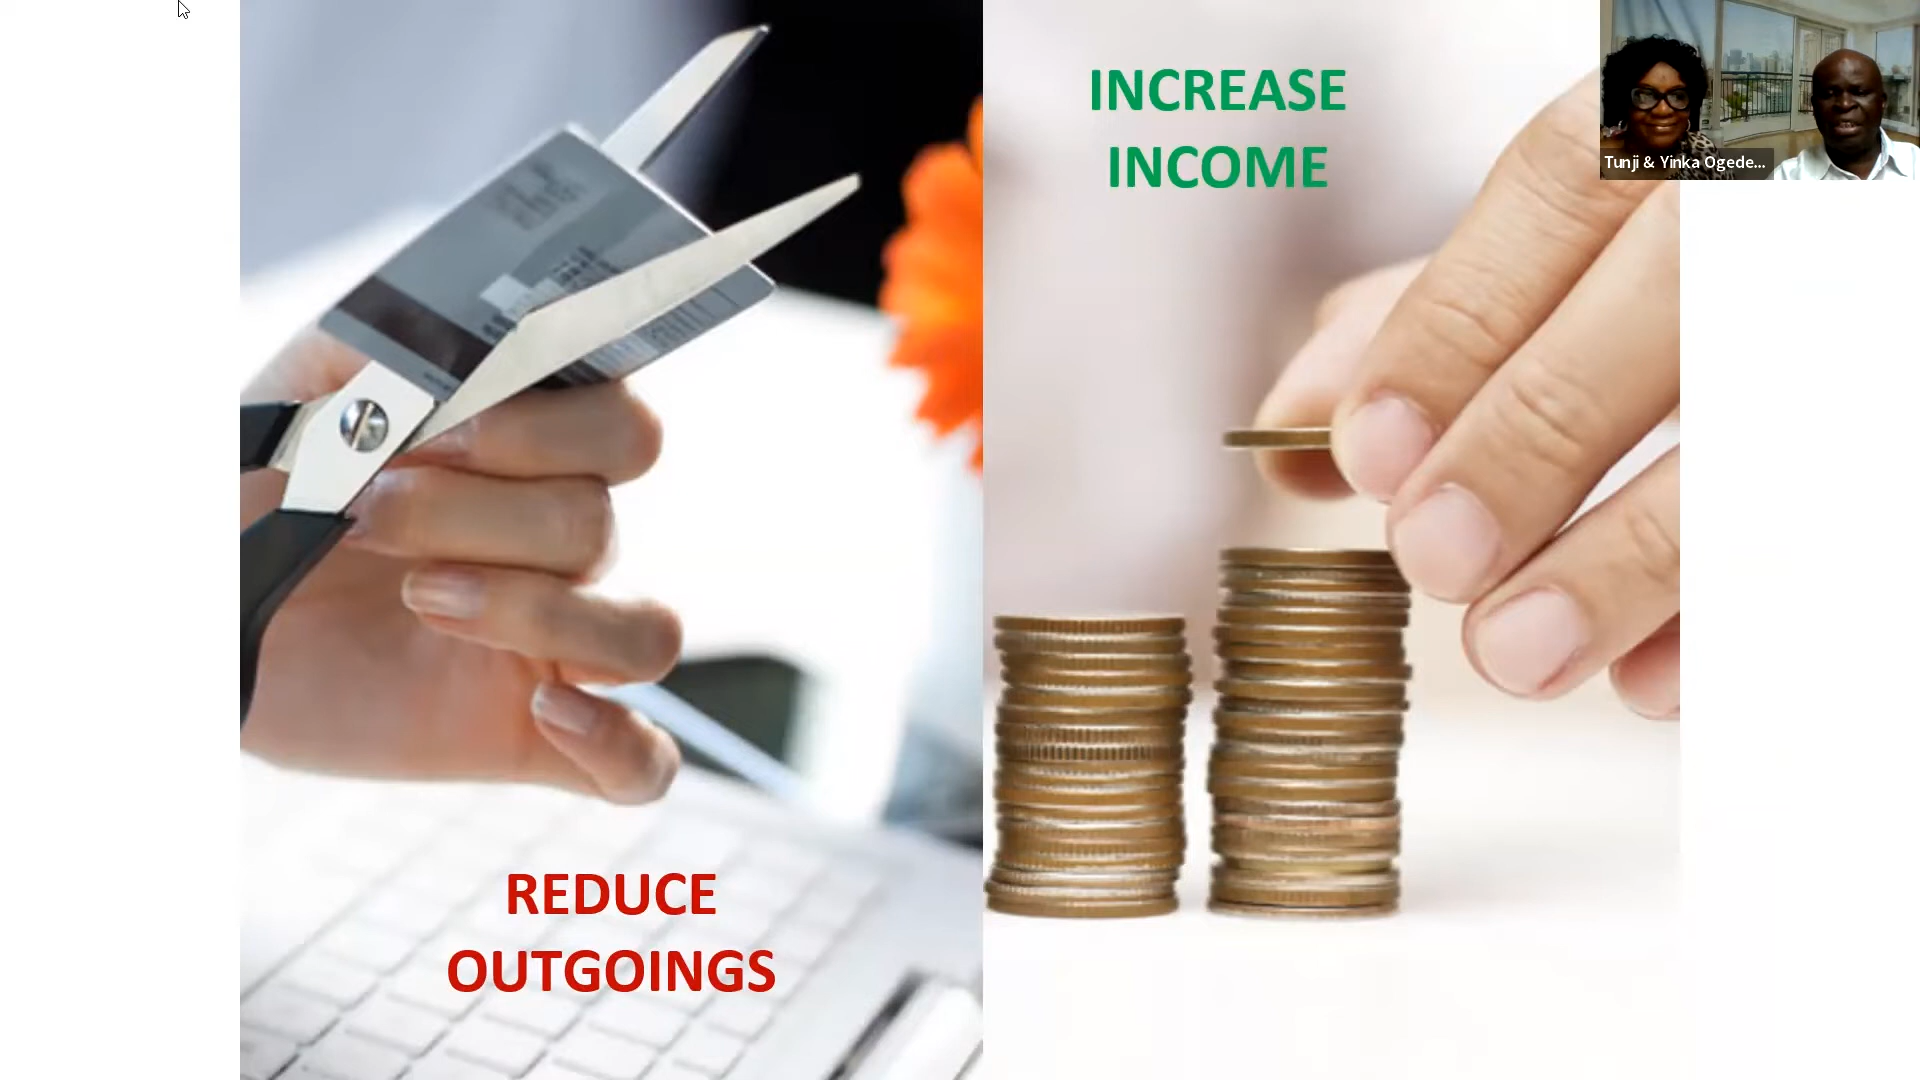 INCREASE
INCOME
Tunji & Yinka Ogede...
REDUCE
OUTGOINGS